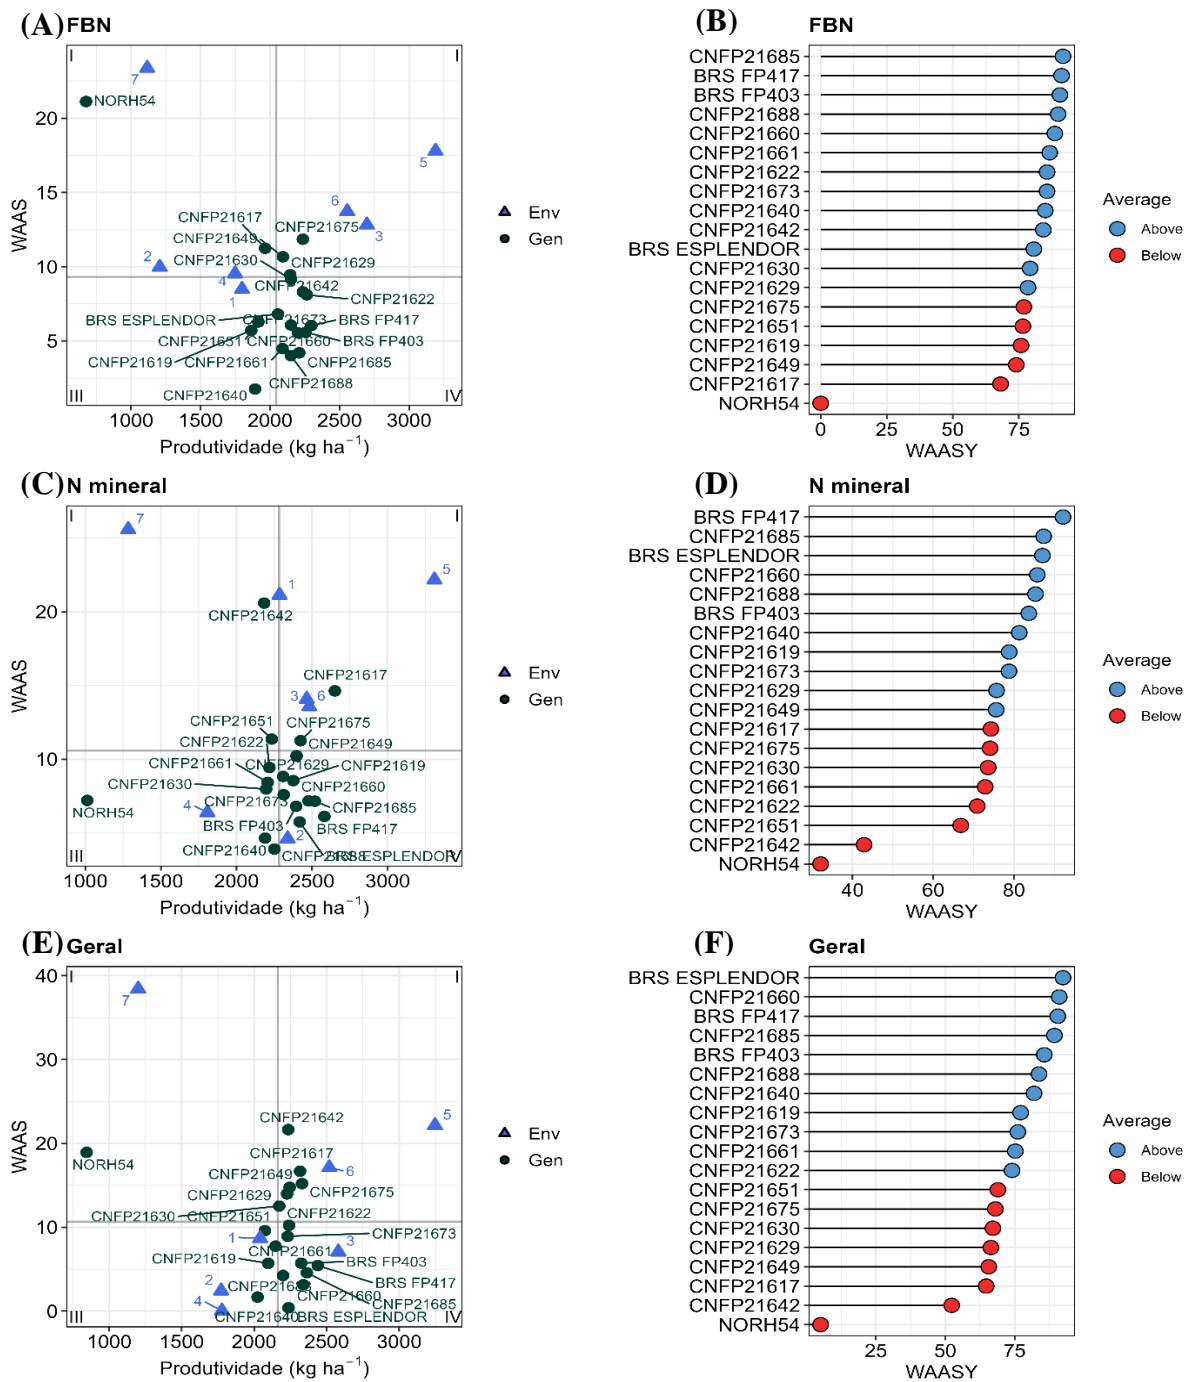 (A) FBN
I
I
7
NORH54
5
6
3
CNFP21617
CNFP21675
CNFP21649
CNFP21630
CNFP21629
2
4
1
CNFP21642
CNFP21622
BRS ESPLENDOR
CNFP21673
BRS FP417
CNFP21651
CNFP21660
BRS FP403
CNFP21619
CNFP21661
CNFP21685
CNFP21688
CNFP21640
III
IV
20
15
10
5
WAAS
1000 1500 2000 2500 3000
Produtividade (kg ha−1)
Env
Gen
(B) FBN
CNFP21685
BRS FP417
BRS FP403
CNFP21688
CNFP21660
CNFP21661
CNFP21622
CNFP21673
CNFP21640
CNFP21642
BRS ESPLENDOR
CNFP21630
CNFP21629
CNFP21675
CNFP21651
CNFP21619
CNFP21649
CNFP21617
NORH54
0 25 50 75
WAASY
Average
Above
Below
(C) N mineral
I
I
7
5
1
CNFP21642
CNFP21617
3 6
CNFP21651
CNFP21675
CNFP21622
CNFP21649
CNFP21661
CNFP21629
CNFP21619
CNFP21630
CNFP21660
NORH54
4
CNFP21673
CNFP21685
BRS FP403
2
BRS FP417
CNFP21640
CNFP21688
BRS ESPLENDOR
III
IV
20
10
WAAS
1000 1500 2000 2500 3000
Produtividade (kg ha−1)
Env
Gen
(D) N mineral
BRS FP417
CNFP21685
BRS ESPLENDOR
CNFP21660
CNFP21688
BRS FP403
CNFP21640
CNFP21619
CNFP21673
CNFP21629
CNFP21649
CNFP21617
CNFP21675
CNFP21630
CNFP21661
CNFP21622
CNFP21651
CNFP21642
NORH54
40 60 80
WAASY
Average
Above
Below
(E) Geral
I
I
7
5
CNFP21642
NORH54
CNFP21617
6
CNFP21649
CNFP21675
CNFP21629
CNFP21630
CNFP21651
CNFP21622
1
CNFP21673
3
CNFP21619
CNFP21661
BRS FP403
2
CNFP21688
BRS FP417
CNFP21660
4
CNFP21685
CNFP21640
BRS ESPLENDOR
III
IV
40
30
20
10
0
WAAS
1000 1500 2000 2500 3000
Produtividade (kg ha−1)
Env
Gen
(F) Geral
BRS ESPLENDOR
CNFP21660
BRS FP417
CNFP21685
BRS FP403
CNFP21688
CNFP21640
CNFP21619
CNFP21673
CNFP21661
CNFP21622
CNFP21651
CNFP21675
CNFP21630
CNFP21629
CNFP21649
CNFP21617
CNFP21642
NORH54
25 50 75
WAASY
Average
Above
Below